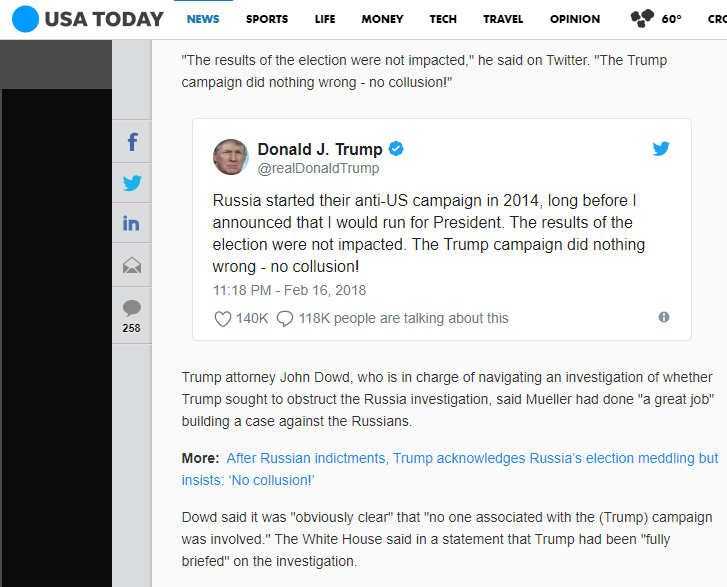 USA TODAY NEWS SPORTS LIFE MONEY TECH TRAVEL OPINION 60° CRO
"The results of the election were not impacted," he said on Twitter. "The Trump
campaign did nothing wrong - no collusion!"
Donald J. Trump
@realDonaldTrump
Russia started their anti-US campaign in 2014, long before I
announced that I would run for President. The results of the
election were not impacted. The Trump campaign did nothing
wrong - no collusion!
11:18 PM - Feb 16, 2018
140K 118K people are talking about this
f
in
258
Trump attorney John Dowd, who is in charge of navigating an investigation of whether
Trump sought to obstruct the Russia investigation, said Mueller had done "a great job"
building a case against the Russians.
More: After Russian indictments, Trump acknowledges Russia's election meddling but
insists: ‘No collusion!’
Dowd said it was "obviously clear" that "no one associated with the (Trump) campaign
was involved." The White House said in a statement that Trump had been "fully
briefed" on the investigation.